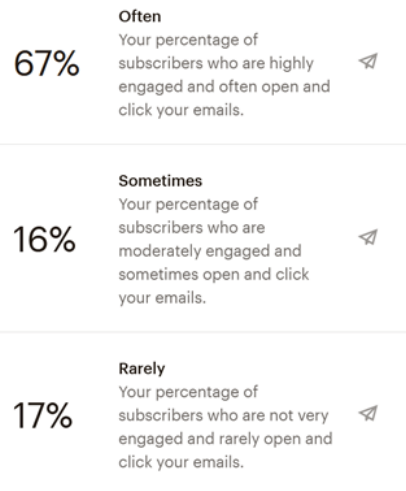 Often
67%
Your percentage of
subscribers who are highly
engaged and often open and
click your emails.
Sometimes
16%
Your percentage of
subscribers who are
moderately engaged and
sometimes open and click
your emails.
Rarely
17%
Your percentage of
subscribers who are not very
engaged and rarely open and
click your emails.